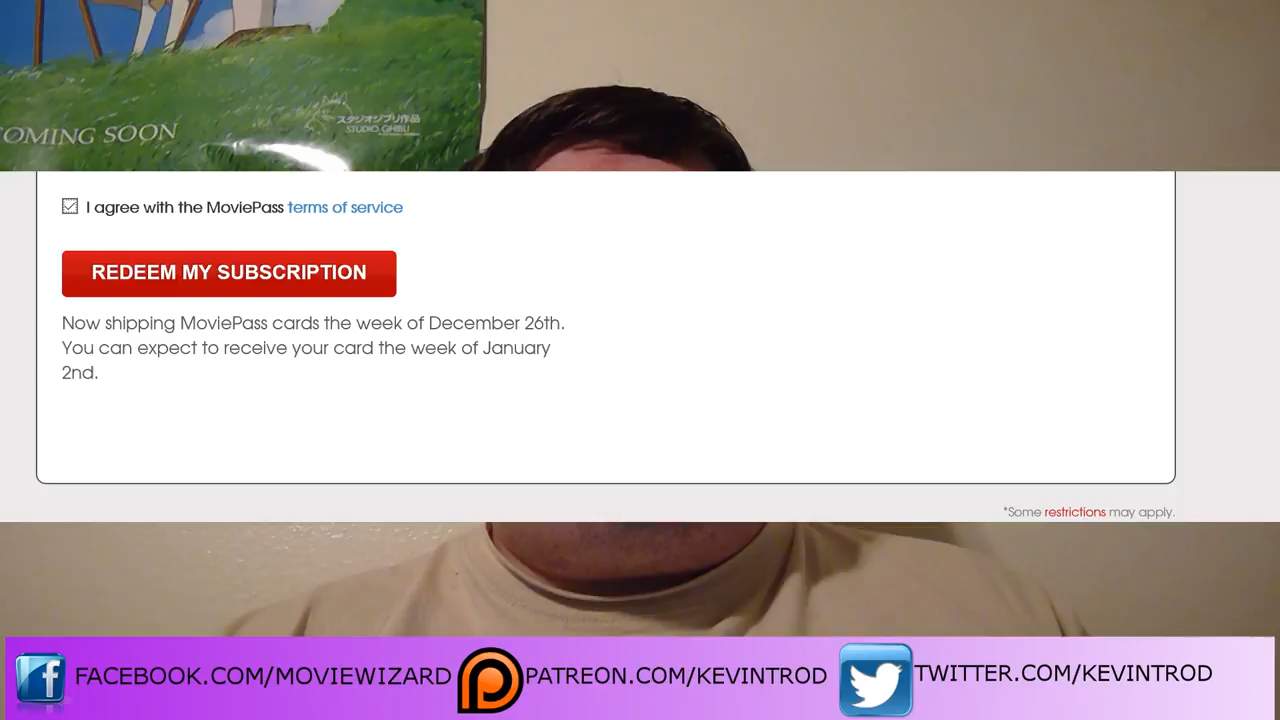 COMING SOON
スタジオジブリ作品
STUDIO GHIBLI
I agree with the MoviePass terms of service
REDEEM MY SUBSCRIPTION
Now shipping MoviePass cards the week of December 26th.
You can expect to receive your card the week of January
2nd.
*Some restrictions may apply.
FACEBOOK.COM/MOVIEWIZARD
PATREON.COM/KEVINTROD
TWITTER.COM/KEVINTROD